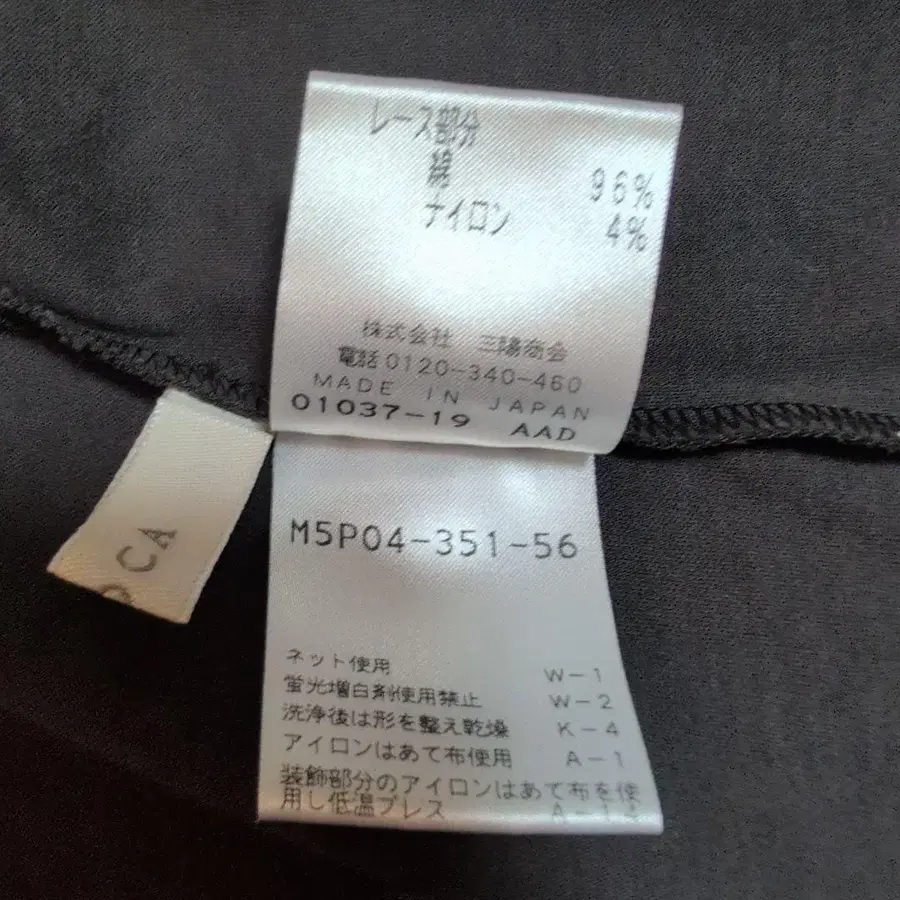 レース部分
綿 96%
ナイロン 4%
株式会社 三陽商会
電話0120-340-460
MADE IN JAPAN
01037-19 AAD
CA
M5P04-351-56
ネット使用 W-1
蛍光増白剤使用禁止 W-2
洗浄後は形を整え乾燥 K-4
アイロンはあて布使用 A-1
装飾部分のアイロンはあて布を使
用し低温プレス